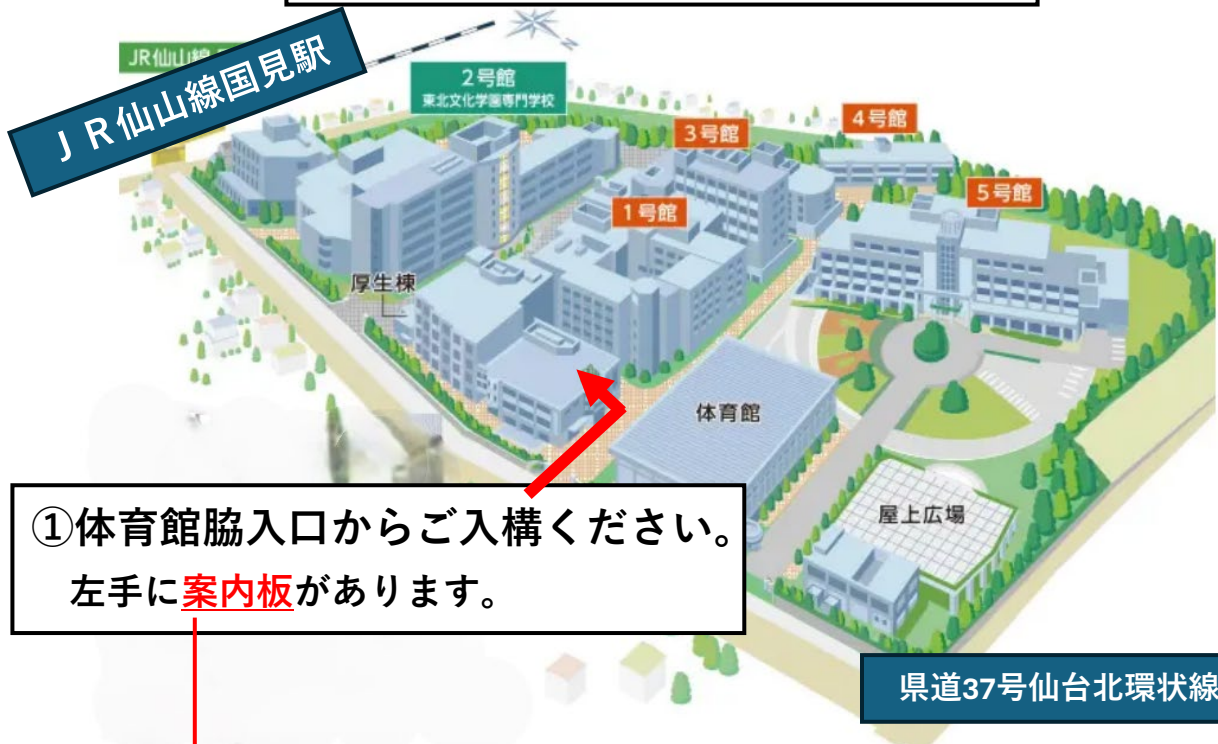 JR仙山線
ＪＲ仙山線国見駅
2号館
東北文化学園専門学校
3号館
4号館
5号館
1号館
厚生棟
体育館
屋上広場
N
①体育館脇入口からご入構ください。
左手に案内板があります。
県道37号仙台北環状線